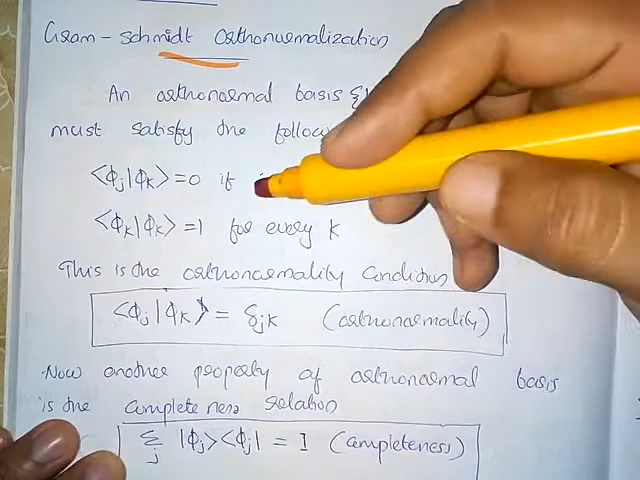 Gram-Schmidt Orthonormalization
An orthonormal basis {
must satisfy the follow
<ϕj|ϕk> = 0 if
<ϕk|ϕk> = 1 for every k
This is the orthonormality condition
<ϕj|ϕk> = δjk (orthonormality)
Now another property of orthonormal basis
is the completeness relation
Σj |ϕj><ϕj| = I (completeness)